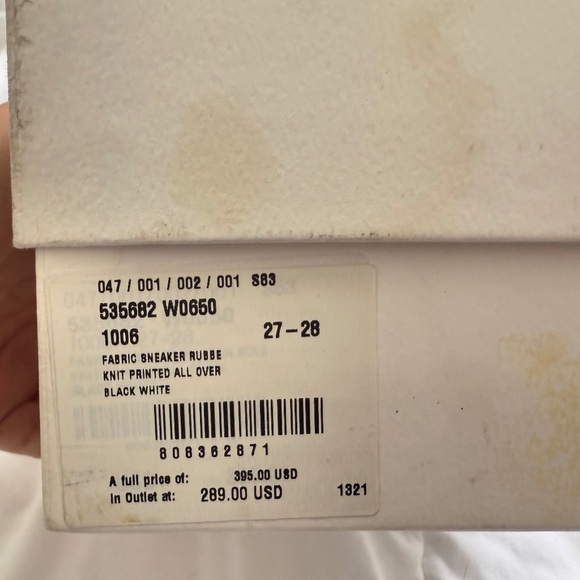 047 / 001 / 002 / 001 S63
535682 W0650
1006 27-28
FABRIC SNEAKER RUBBE
KNIT PRINTED ALL OVER
BLACK WHITE
808362871
A full price of: 395.00 USD
In Outlet at: 289.00 USD 1321